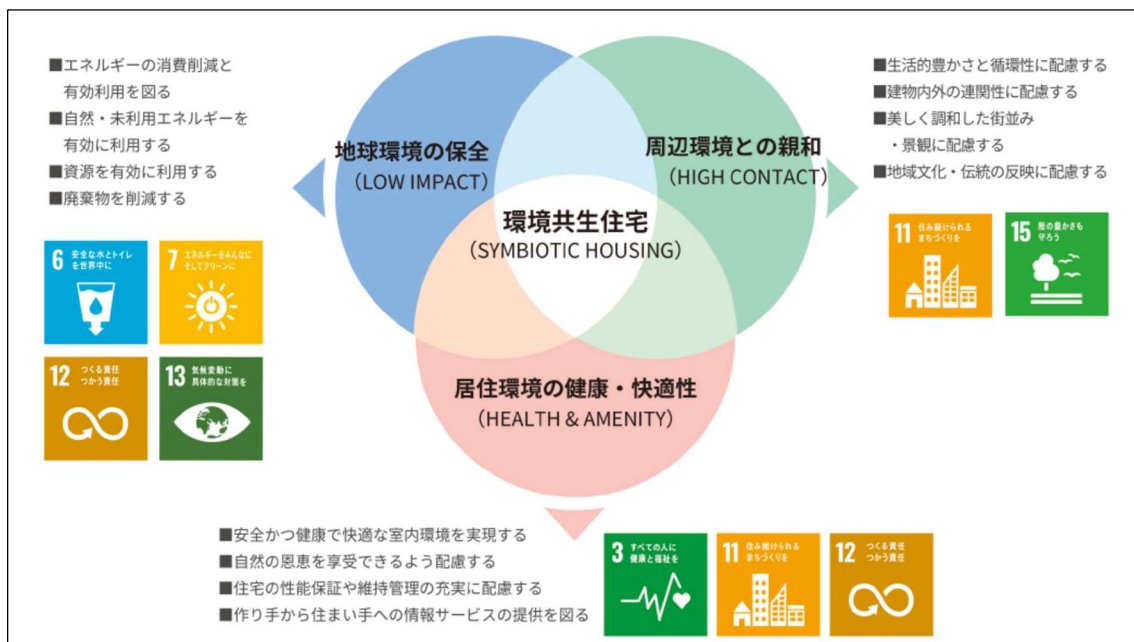 ■エネルギーの消費削減と
有効利用を図る
■自然・未利用エネルギーを
有効に利用する
■資源を有効に利用する
■廃棄物を削減する
6 安全な水とトイレ
を世界中に
7 エネルギーをみんなに
そしてクリーンに
12 つくる責任
つかう責任
13 気候変動に
具体的な対策を
地球環境の保全
（LOW IMPACT）
周辺環境との親和
（HIGH CONTACT）
環境共生住宅
（SYMBIOTIC HOUSING）
居住環境の健康・快適性
（HEALTH & AMENITY）
■生活的豊かさと循環性に配慮する
■建物内外の連関性に配慮する
■美しく調和した街並み
・景観に配慮する
■地域文化・伝統の反映に配慮する
11 住み続けられる
まちづくりを
15 陸の豊かさも
守ろう
■安全かつ健康で快適な室内環境を実現する
■自然の恩恵を享受できるよう配慮する
■住宅の性能保証や維持管理の充実に配慮する
■作り手から住まい手への情報サービスの提供を図る
3 すべての人に
健康と福祉を
11 住み続けられる
まちづくりを
12 つくる責任
つかう責任